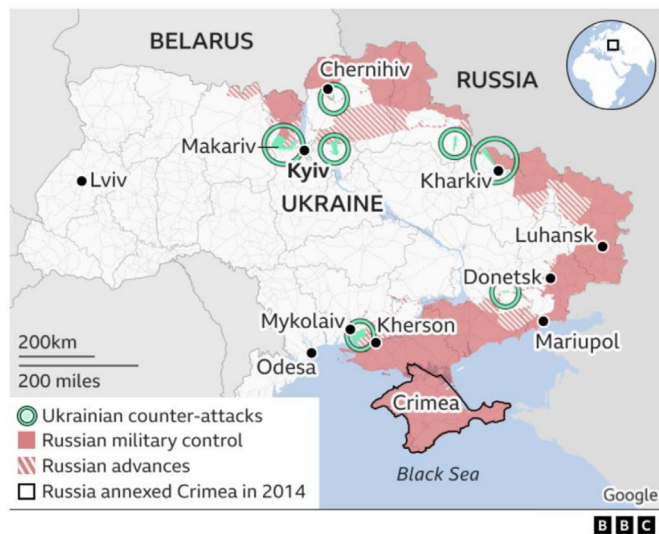 BELARUS
RUSSIA
Chernihiv
Makariv
Kyiv
Lviv
Kharkiv
UKRAINE
Luhansk
Donetsk
Mykolaiv
Kherson
Mariupol
Odesa
200km
200 miles
Crimea
Ukrainian counter-attacks
Russian military control
Russian advances
Russia annexed Crimea in 2014
Black Sea
Google
BBC